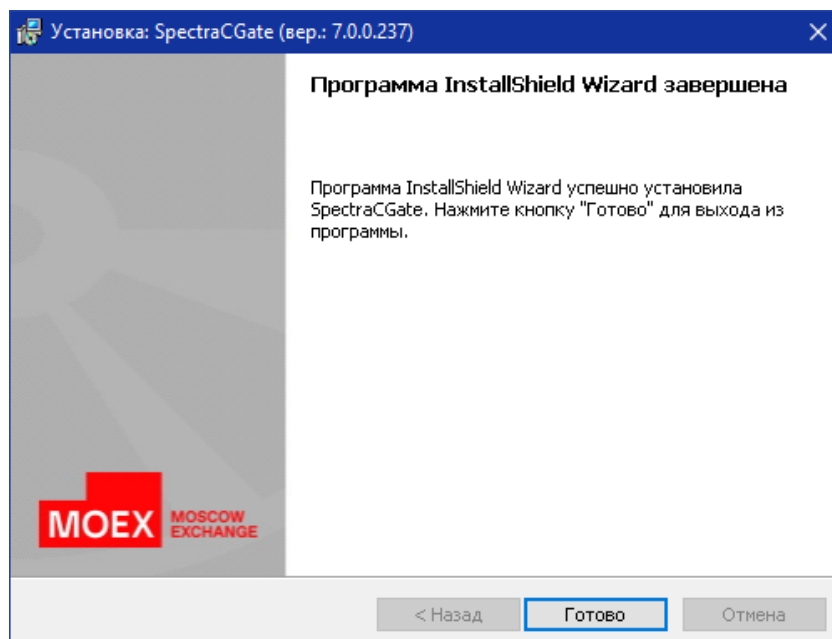 Установка: SpectraCGate (вер.: 7.0.0.237)
Программа InstallShield Wizard завершена
Программа InstallShield Wizard успешно установила
SpectraCGate. Нажмите кнопку "Готово" для выхода из
программы.
MOEX MOSCOW
EXCHANGE
< Назад
Готово
Отмена